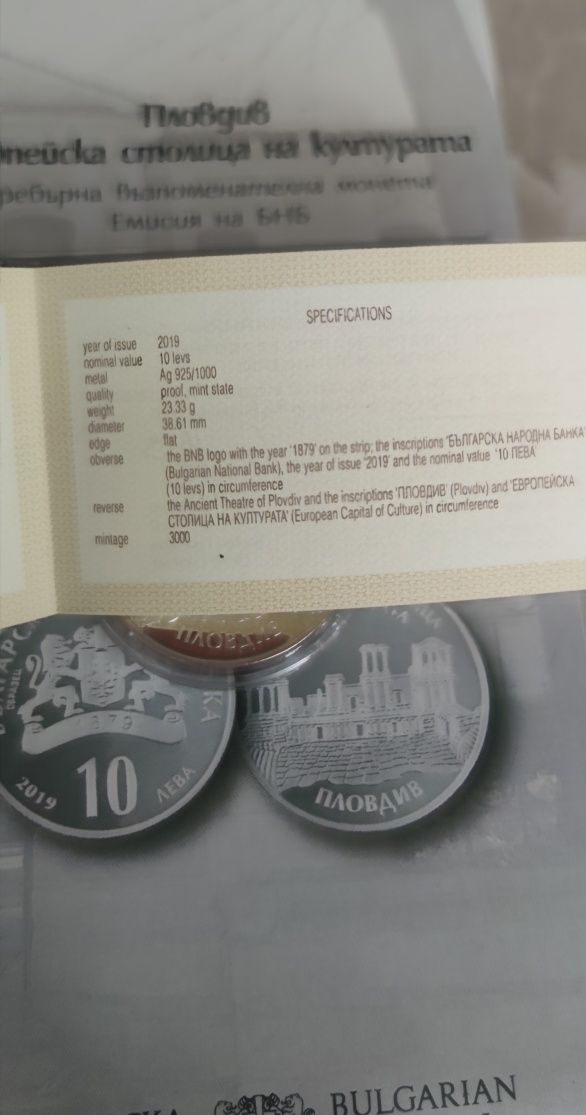 Пловдив
пейска столица на културата
ребърна възпоменателна монета
Емисия на БНБ
SPECIFICATIONS
year of issue 2019
nominal value 10 levs
metal Ag 925/1000
quality proof, mint state
weight 23.33 g
diameter 38.61 mm
edge flat
obverse the BNB logo with the year '1879' on the strip; the inscriptions 'БЪЛГАРСКА НАРОДНА БАНКА'
(Bulgarian National Bank), the year of issue '2019' and the nominal value '10 ЛЕВА'
(10 levs) in circumference
reverse the Ancient Theatre of Plovdiv and the inscriptions 'ПЛОВДИВ' (Plovdiv) and 'ЕВРОПЕЙСКА
СТОЛИЦА НА КУЛТУРАТА' (European Capital of Culture) in circumference
mintage 3000
ПЛОВДИВ
ОБРАЗЕЦ
1879
2019 10 ЛЕВА
ПЛОВДИВ
BULGARIAN